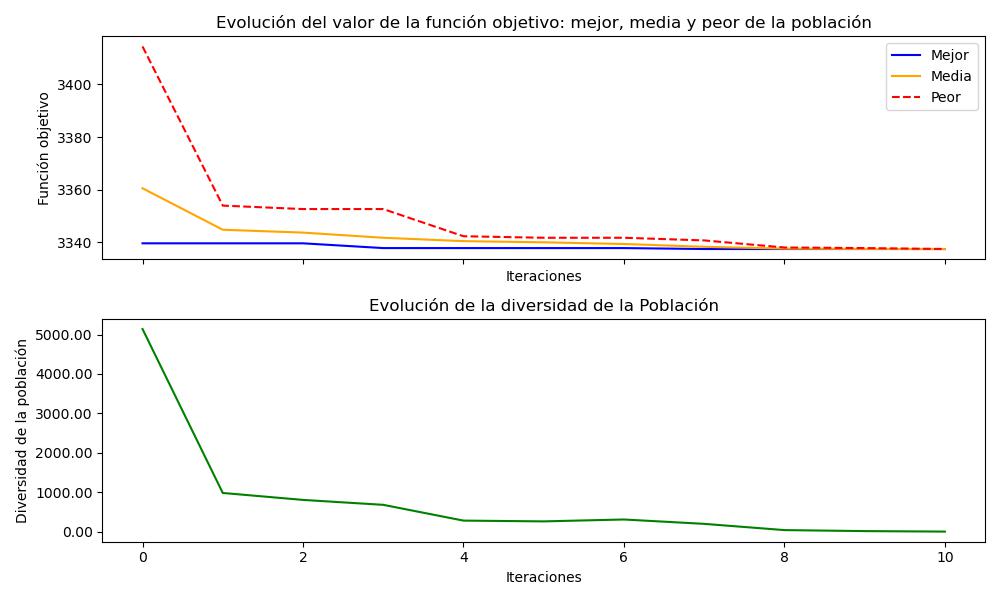 Evolución del valor de la función objetivo: mejor, media y peor de la población
Función objetivo
3400
3380
3360
3340
Mejor
Media
Peor
Iteraciones
Evolución de la diversidad de la Población
Diversidad de la población
5000.00
4000.00
3000.00
2000.00
1000.00
0.00
0 2 4 6 8 10
Iteraciones